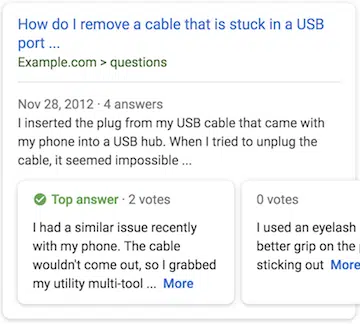 How do I remove a cable that is stuck in a USB
port ...
Example.com > questions
Nov 28, 2012 · 4 answers
I inserted the plug from my USB cable that came with
my phone into a USB hub. When I tried to unplug the
cable, it seemed impossible ...
Top answer · 2 votes
I had a similar issue recently
with my phone. The cable
wouldn't come out, so I grabbed
my utility multi-tool ... More
0 votes
I used an eyelash
better grip on the
sticking out More